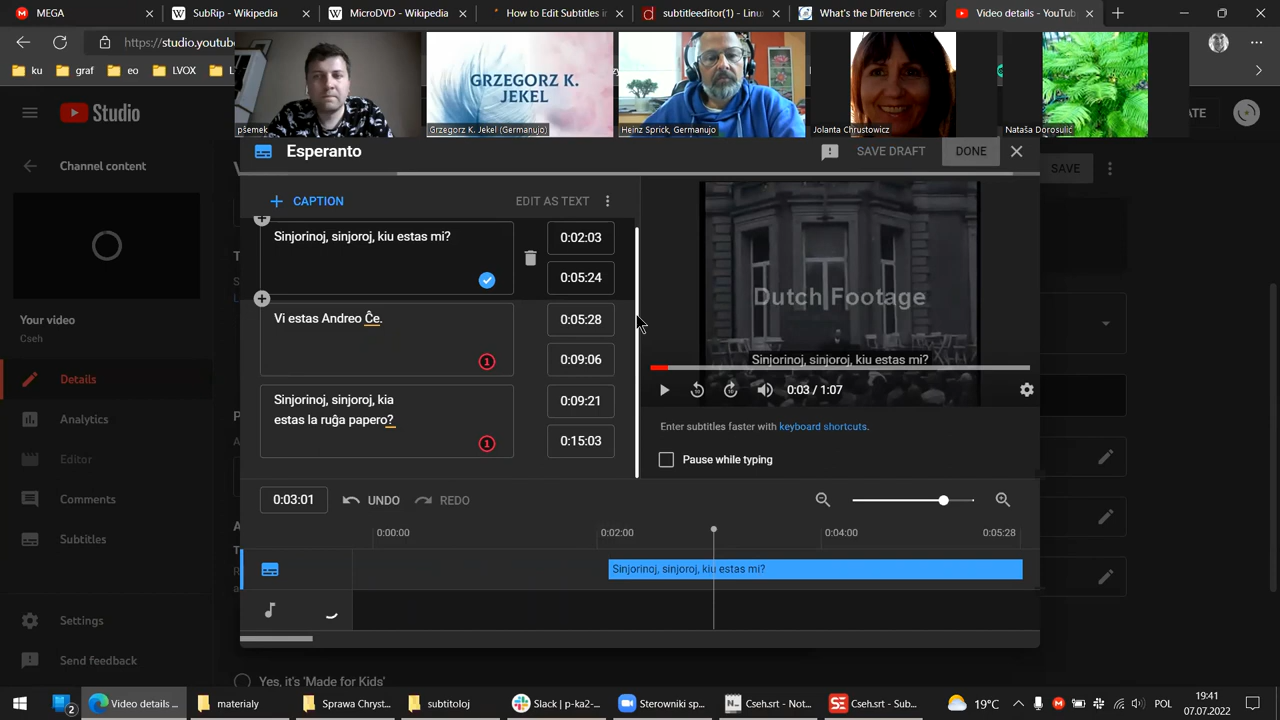 MEGA
SubRip - Wikipedia
MicroDVD - Wikipedia
How to Edit Subtitles in
subtitleeditor(1) - Linu
What's the Difference B
Video details - YouTub
https://studio.youtub
ku
graf
eo
LVOX
GRZEGORZ K.
JEKEL
pšemek
Grzegorz K. Jekel (Germanujo)
Heinz Sprick, Germanujo
Jolanta Chrustowicz
Nataša Dorosulić
Studio
Esperanto
SAVE DRAFT
DONE
SAVE
Channel content
CAPTION
EDIT AS TEXT
Sinjorinoj, sinjoroj, kiu estas mi?
0:02:03
0:05:24
Vi estas Andreo Ĉe.
0:05:28
0:09:06
Sinjorinoj, sinjoroj, kia
estas la ruĝa papero?
0:09:21
0:15:03
Your video
Cseh
Details
Analytics
Editor
Comments
Subtitles
Settings
Send feedback
Dutch Footage
Sinjorinoj, sinjoroj, kiu estas mi?
0:03 / 1:07
Enter subtitles faster with keyboard shortcuts.
Pause while typing
0:03:01
UNDO
REDO
0:00:00
0:02:00
0:04:00
0:05:28
Sinjorinoj, sinjoroj, kiu estas mi?
Yes, it's 'Made for Kids'
2
Video details ...
materialy
Sprawa Chryst...
subtitoloj
Slack | p-ka2-...
Sterowniki sp...
Cseh.srt - Not...
Cseh.srt - Sub...
19°C
POL
19:41
07.07.2022